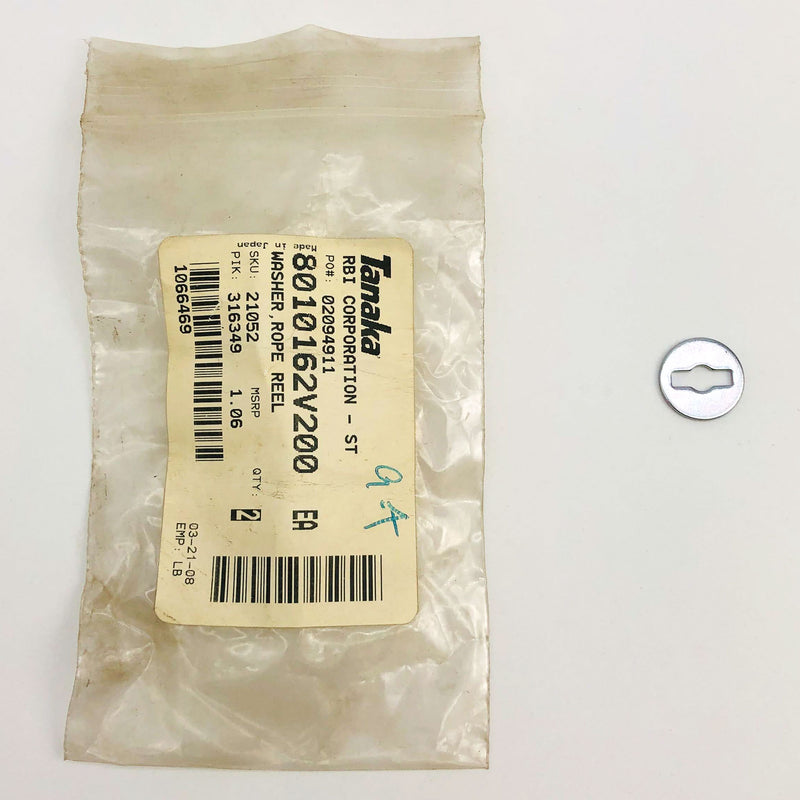 Tanaka
RBI CORPORATION - ST
PO#: 02094911
8010162V200 EA
Made in Japan
WASHER,ROPE REEL
SKU: 21052 MSRP QTY: 2
PIK: 316349 1.06
1066469
03-21-08
EMP: LB